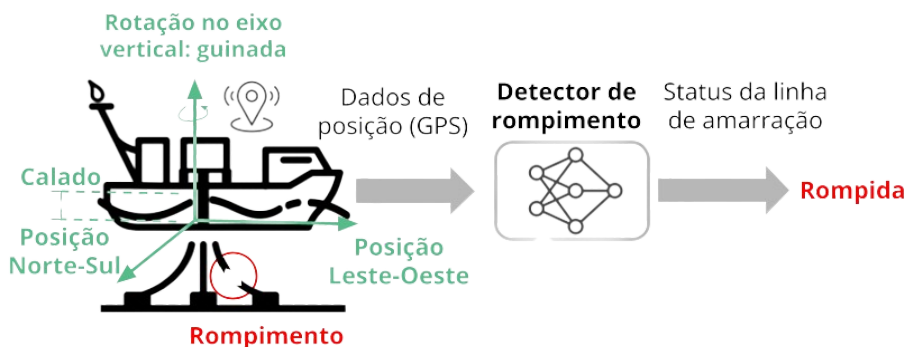 Rotação no eixo
vertical: guinada
Dados de
posição (GPS)
Detector de
rompimento
Status da linha
de amarração
Calado
Rompida
Posição
Norte-Sul
Posição
Leste-Oeste
Rompimento